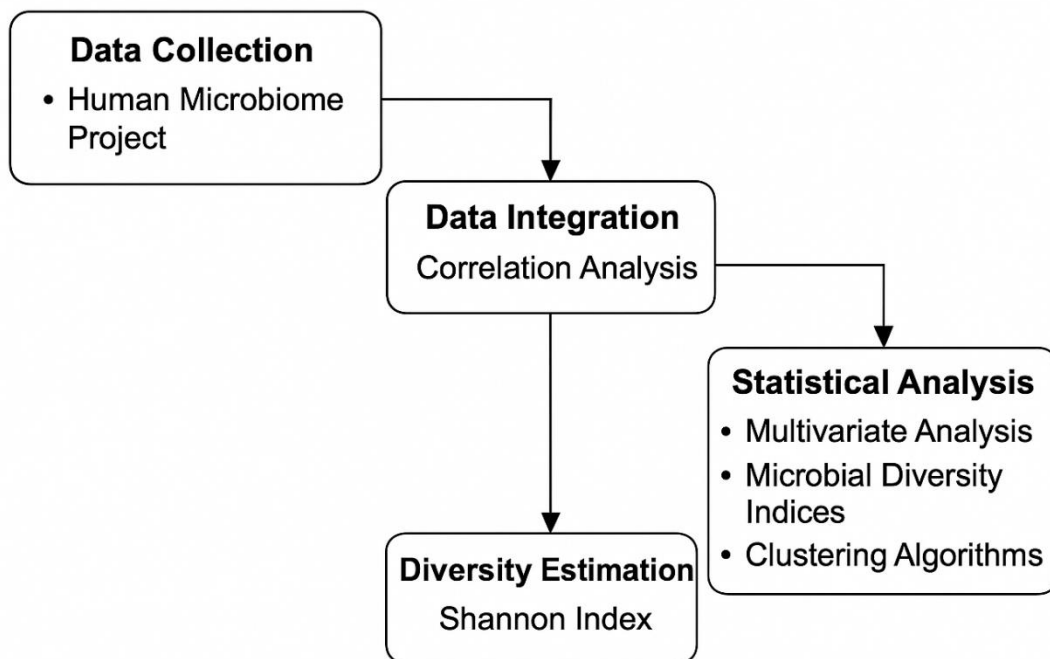 Data Collection
• Human Microbiome
Project
Data Integration
Correlation Analysis
Statistical Analysis
• Multivariate Analysis
• Microbial Diversity
Indices
• Clustering Algorithms
Diversity Estimation
Shannon Index